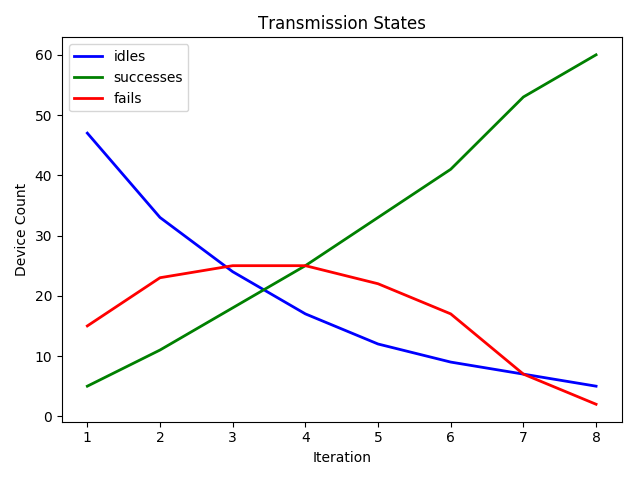 Transmission States
idles
successes
fails
60
50
40
30
20
10
0
Device Count
1 2 3 4 5 6 7 8
Iteration